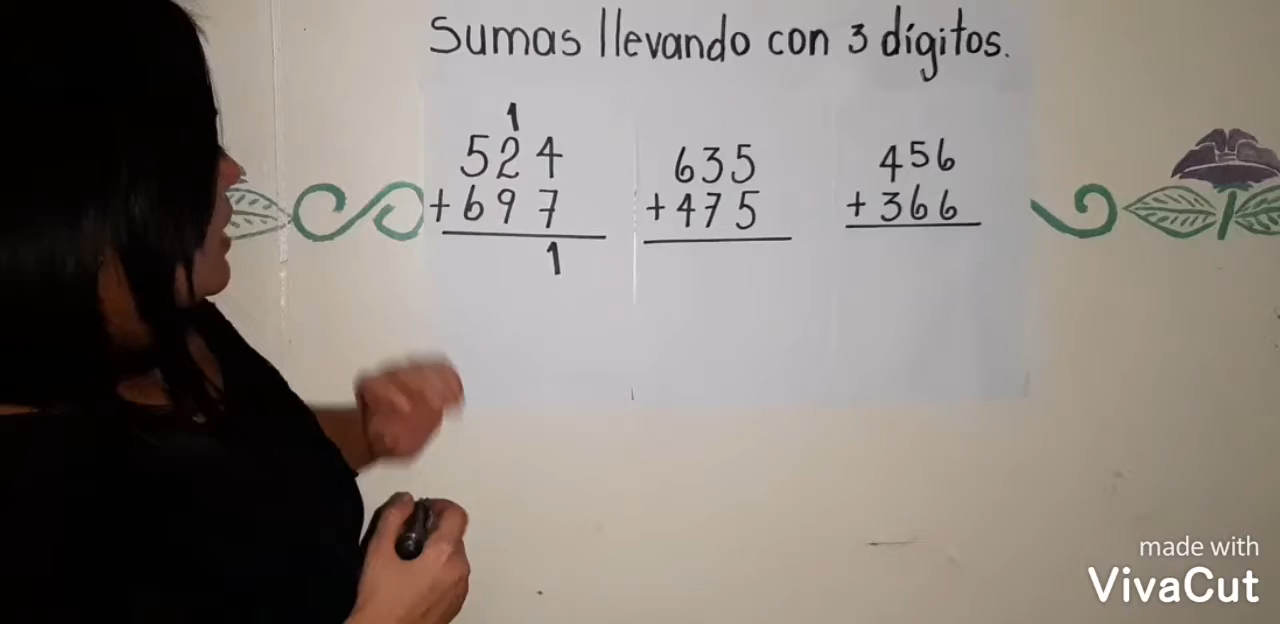 Sumas llevando con 3 dígitos.
1
524 635 456
+697 +475 +366
1
made with
VivaCut